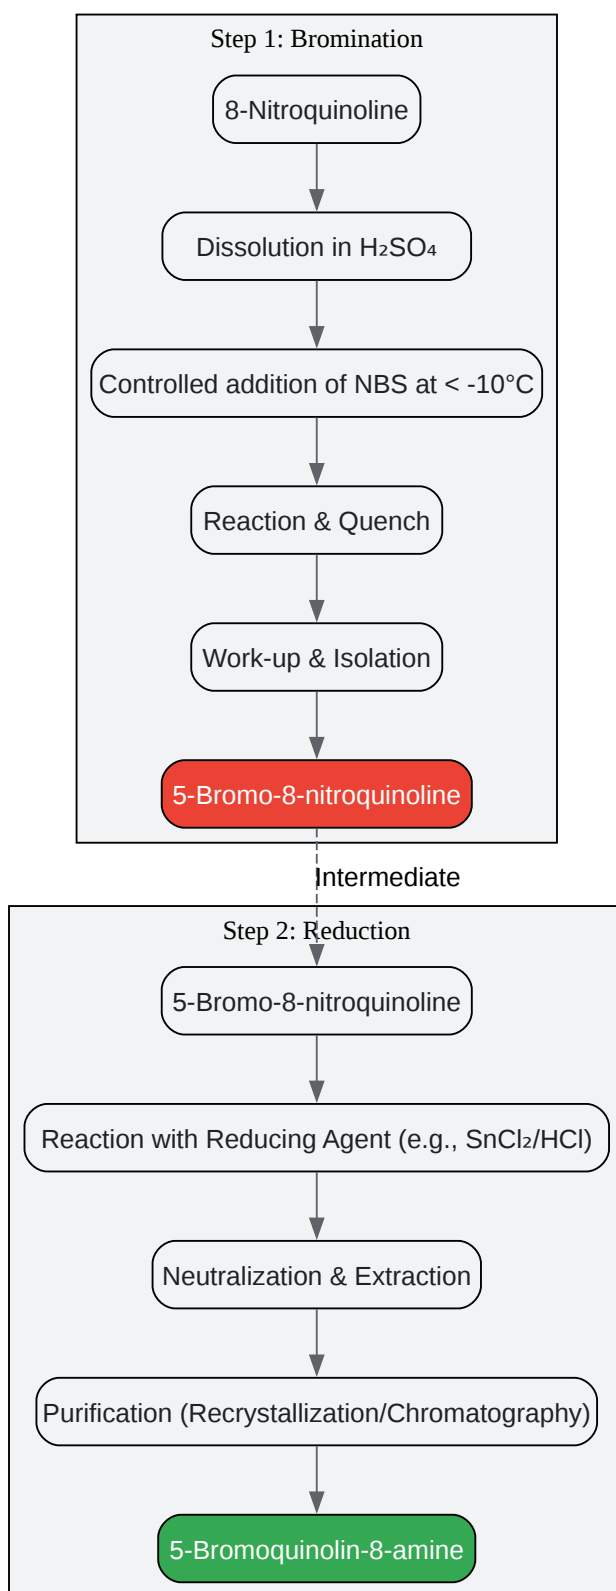 Step 1: Bromination
8-Nitroquinoline
Dissolution in H₂SO₄
Controlled addition of NBS at < -10°C
Reaction & Quench
Work-up & Isolation
5-Bromo-8-nitroquinoline
Intermediate
Step 2: Reduction
5-Bromo-8-nitroquinoline
Reaction with Reducing Agent (e.g., SnCl₂/HCl)
Neutralization & Extraction
Purification (Recrystallization/Chromatography)
5-Bromoquinolin-8-amine